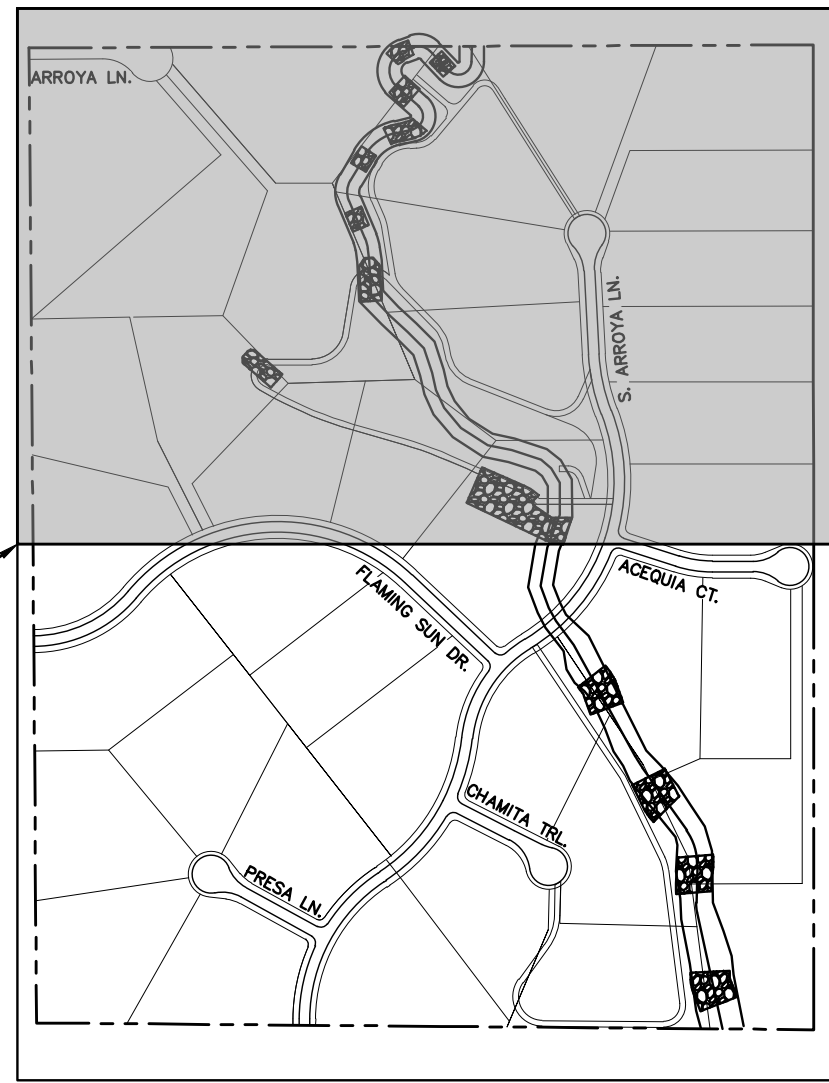 ARROYA LN.
S. ARROYA LN.
ACEQUIA CT.
FLAMING SUN DR.
CHAMITA TRL.
PRESA LN.